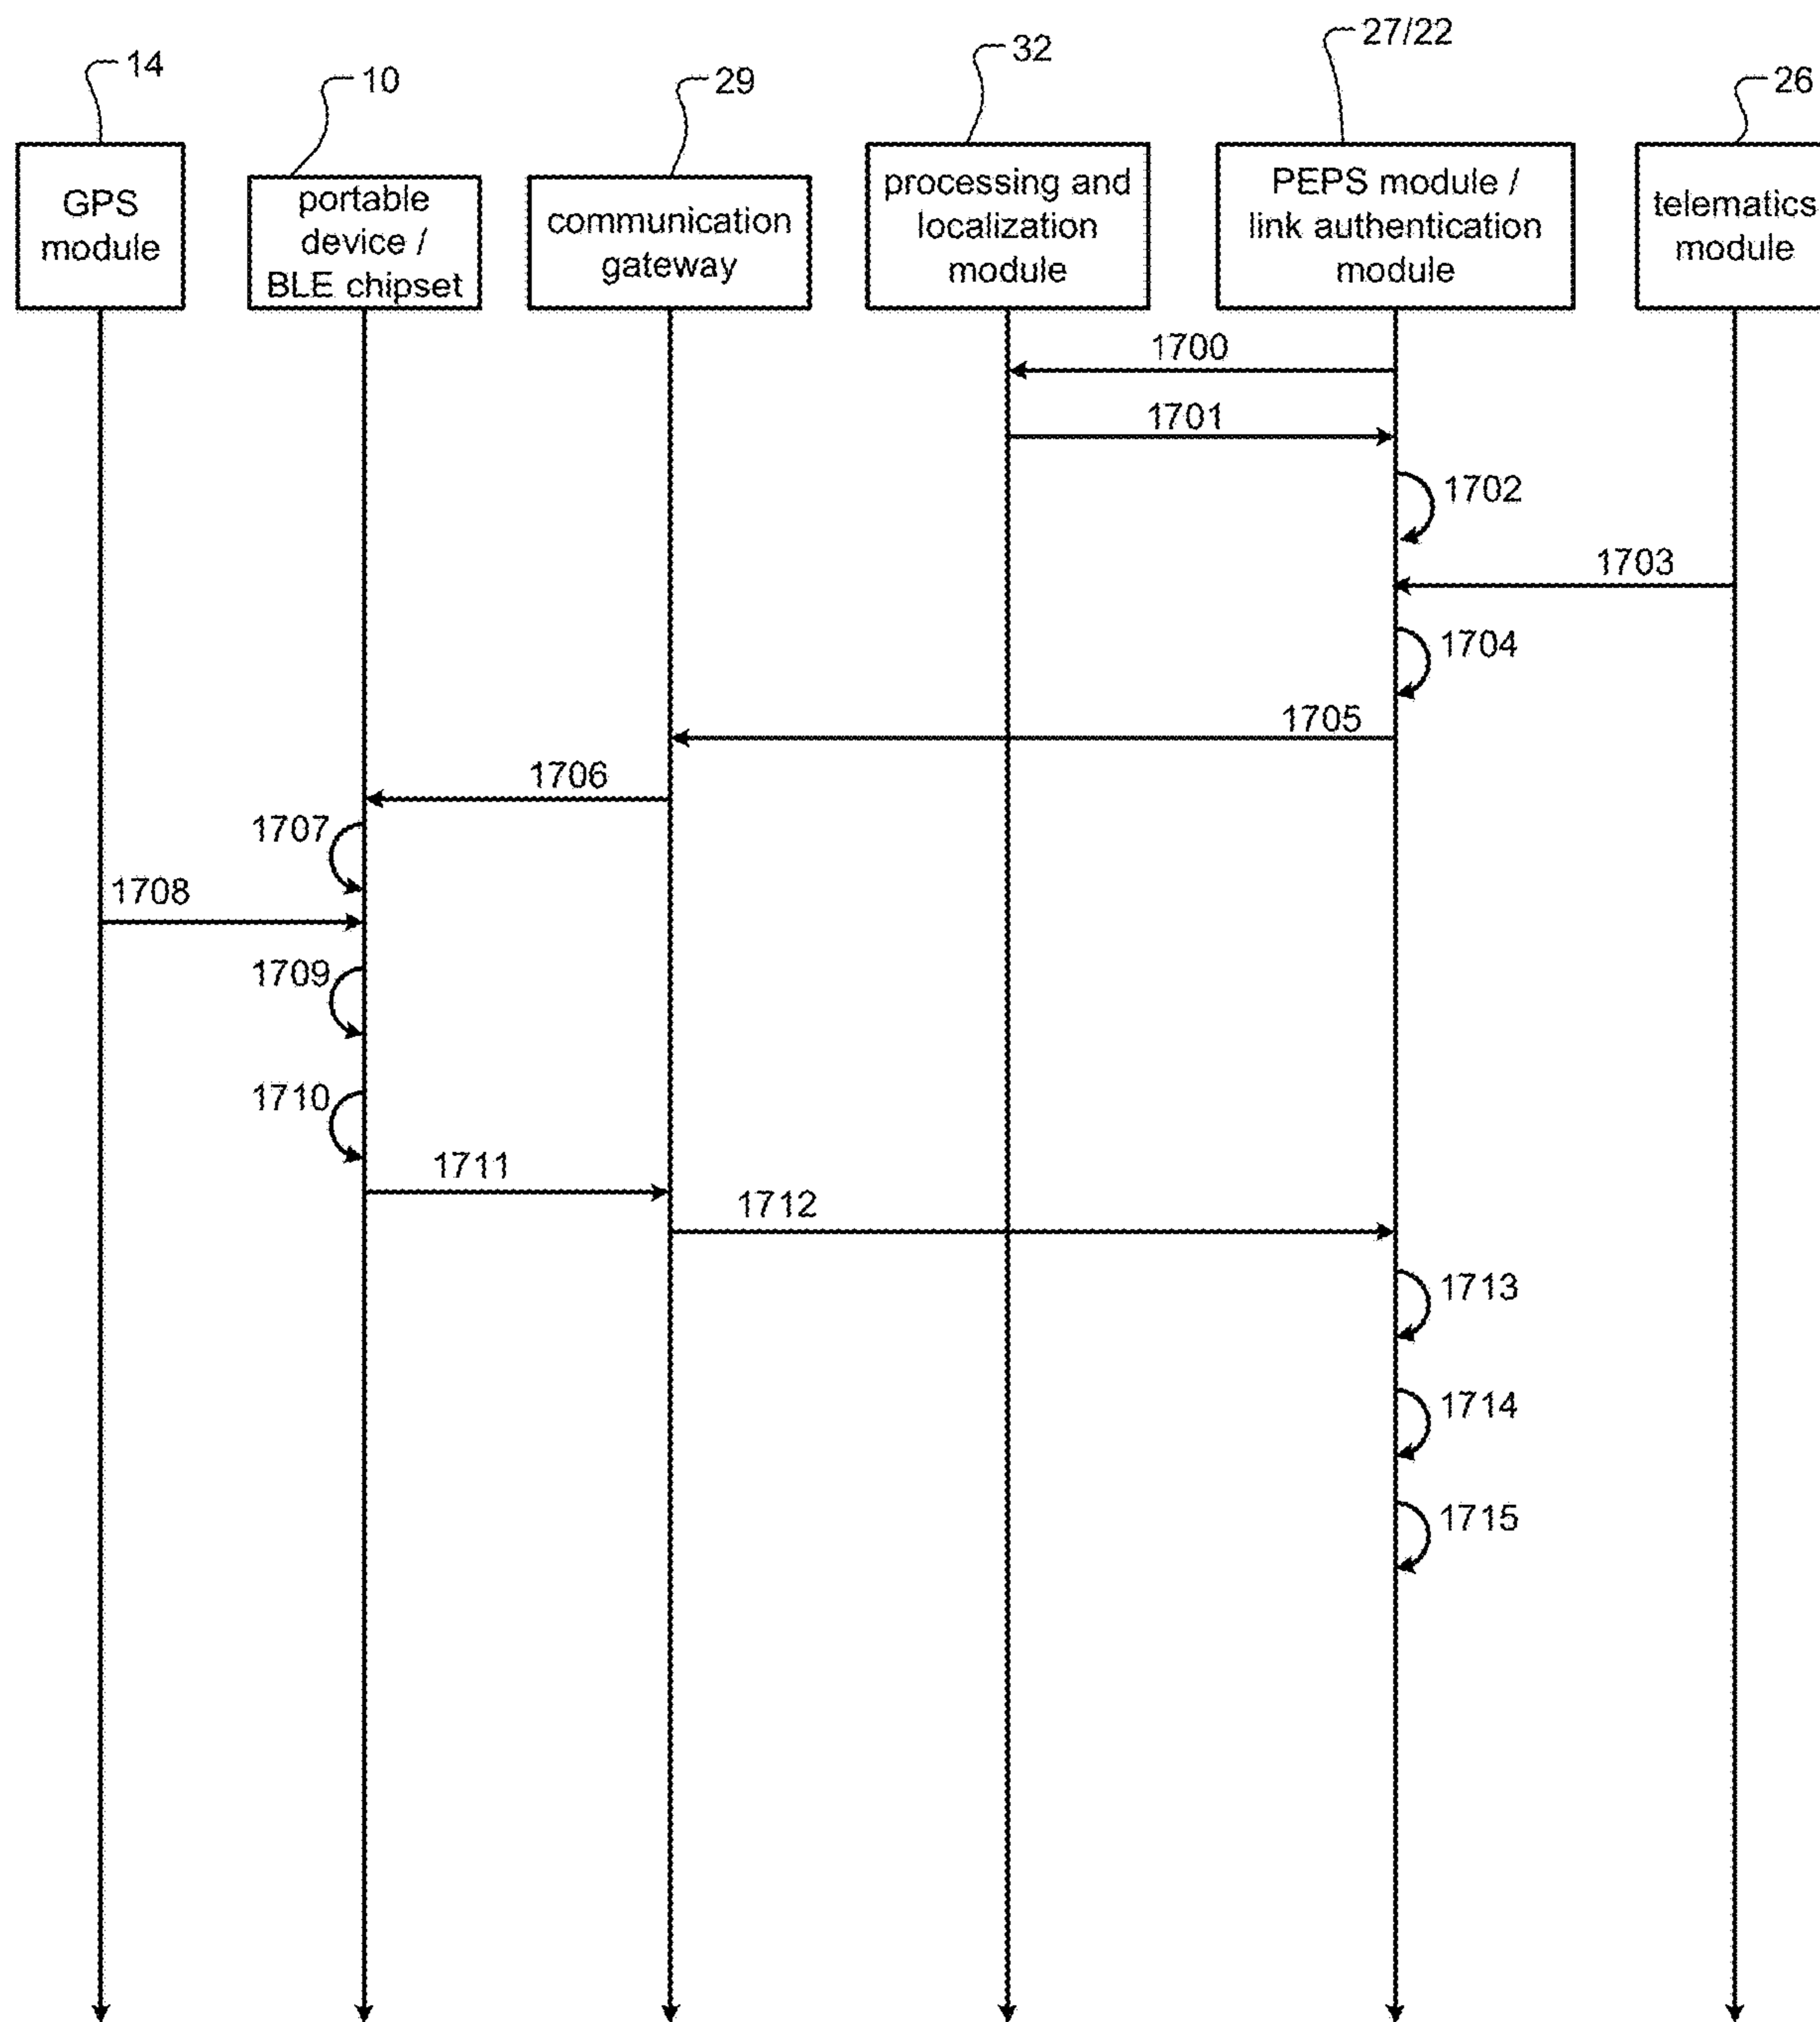 14
10
29
32
27/22
26
GPS
module
portable
device /
BLE chipset
communication
gateway
processing and
localization
module
PEPS module /
link authentication
module
telematics
module
1700
1701
1702
1703
1704
1705
1706
1707
1708
1709
1710
1711
1712
1713
1714
1715